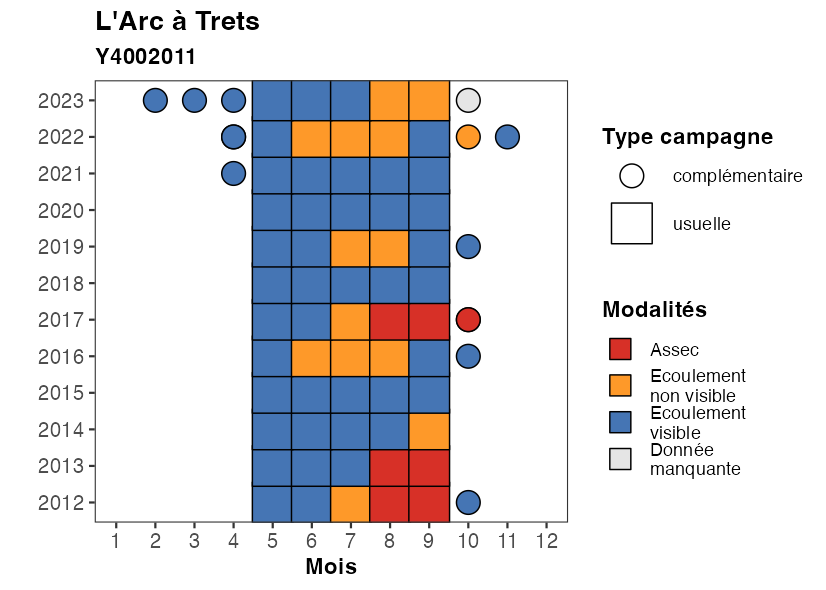 L'Arc à Trets
Y4002011
2023
2022
2021
2020
2019
2018
2017
2016
2015
2014
2013
2012
1 2 3 4 5 6 7 8 9 10 11 12
Mois
Type campagne
complémentaire
usuelle
Modalités
Assec
Ecoulement
non visible
Ecoulement
visible
Donnée
manquante